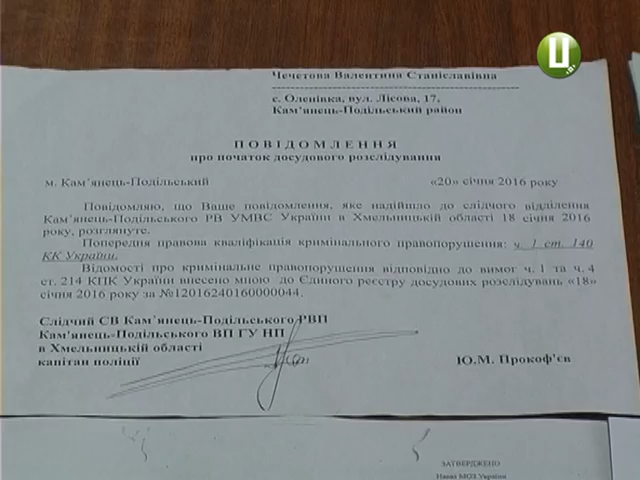 Ц
Чечетова Валентина Станіславівна
с. Оленівка, вул. Лісова, 17,
Кам'янець-Подільський район
ПОВІДОМЛЕННЯ
про початок досудового розслідування
м. Кам'янець-Подільський «20» січня 2016 року
Повідомляю, що Ваше повідомлення, яке надійшло до слідчого відділення
Кам'янець-Подільського РВ УМВС України в Хмельницькій області 18 січня 2016
року, розглянуте.
Попередня правова кваліфікація кримінального правопорушення: ч. 1 ст. 140
КК України.
Відомості про кримінальне правопорушення відповідно до вимог ч. 1 та ч. 4
ст. 214 КПК України внесено мною до Єдиного реєстру досудових розслідувань «18»
січня 2016 року за №12016240160000044.
Слідчий СВ Кам'янець-Подільського РВП
Кам'янець-Подільського ВП ГУ НП
в Хмельницькій області
капітан поліції Ю.М. Прокоф'єв
ЗАТВЕРДЖЕНО
Наказ МОЗ України